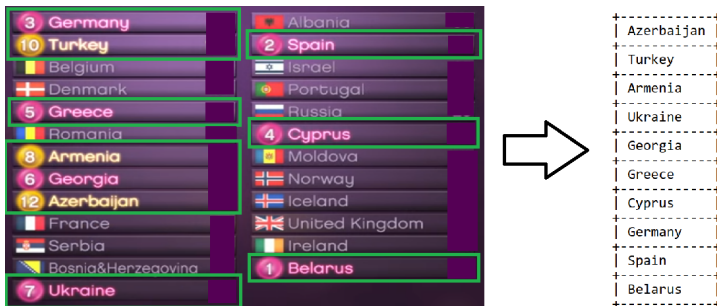 3 Germany
10 Turkey
Belgium
Denmark
5 Greece
Romania
8 Armenia
6 Georgia
12 Azerbaijan
France
Serbia
Bosnia&Herzegovina
7 Ukraine
Albania
2 Spain
Israel
Portugal
Russia
4 Cyprus
Moldova
Norway
Iceland
United Kingdom
Ireland
1 Belarus
Azerbaijan
Turkey
Armenia
Ukraine
Georgia
Greece
Cyprus
Germany
Spain
Belarus